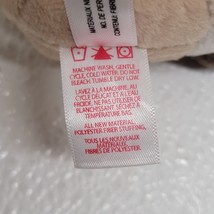 MACHINE WASH, GENTLE
CYCLE, COLD WATER. DO NOT
BLEACH. TUMBLE DRY LOW.
LAVEZ À LA MACHINE, AU
CYCLE DÉLICAT, À L'EAU
FROIDE. NE PAS UTILISER
D'AGENT DE BLANCHIMENT.
SÉCHEZ À
TEMPÉRATURE BAS.
ALL NEW MATERIAL
POLYESTER FIBER STUFFING.
TOUS LES NOUVEAUX
MATÉRIAUX
FIBRES DE POLYESTER